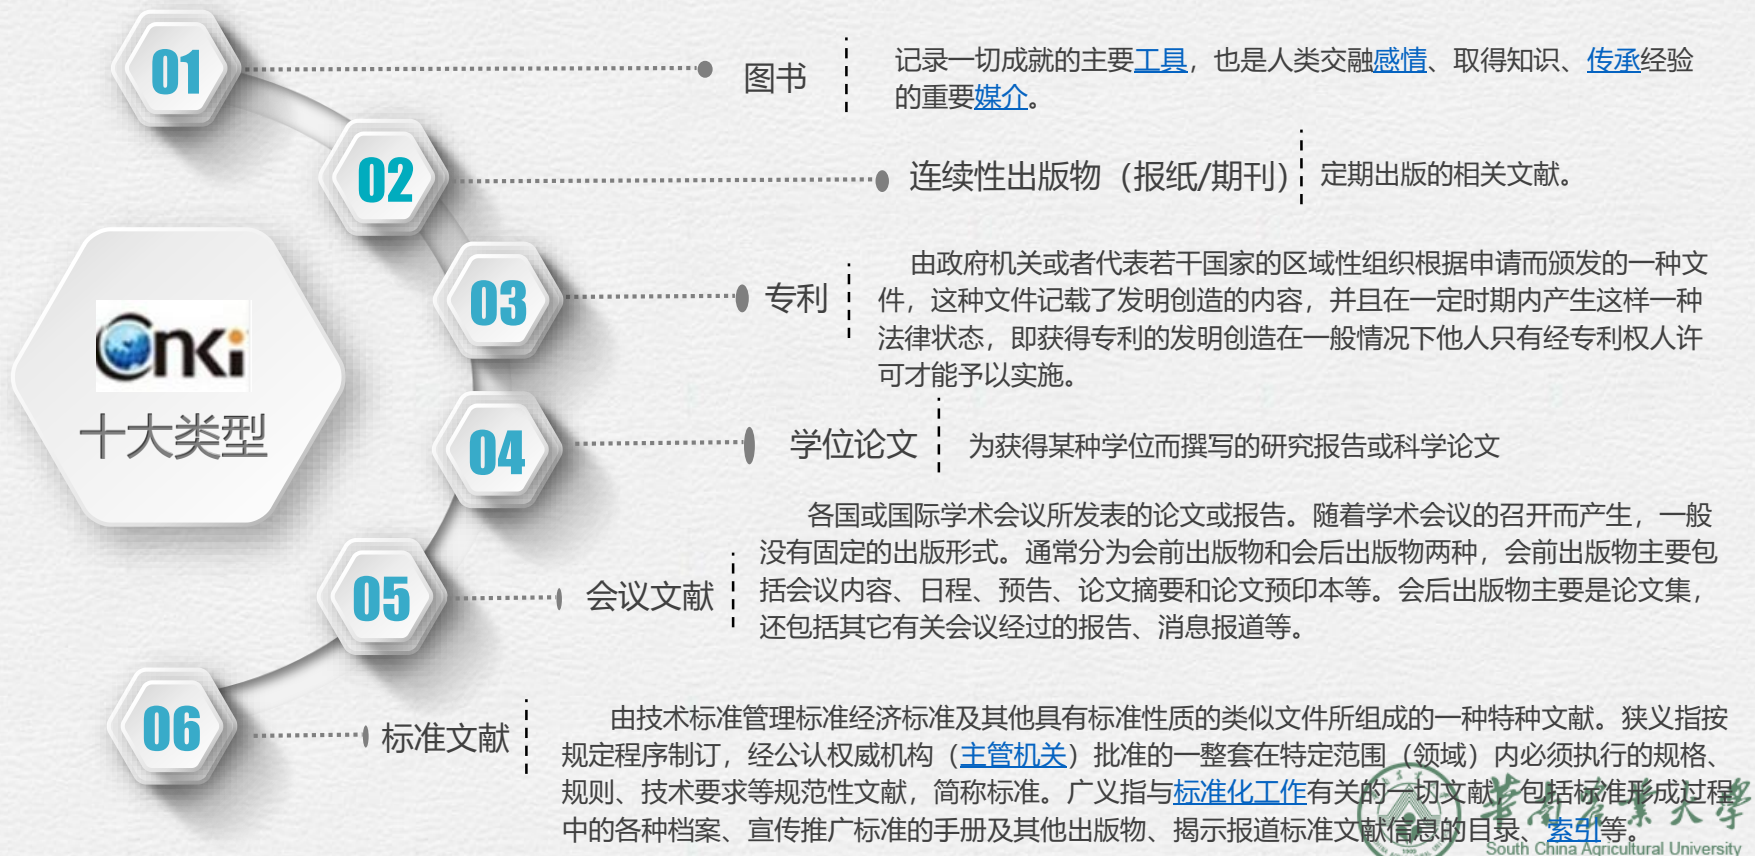 01
图书
记录一切成就的主要工具，也是人类交融感情、取得知识、传承经验
的重要媒介。
02
连续性出版物（报纸/期刊）
定期出版的相关文献。
03
专利
由政府机关或者代表若干国家的区域性组织根据申请而颁发的一种文
件，这种文件记载了发明创造的内容，并且在一定时期内产生这样一种
法律状态，即获得专利的发明创造在一般情况下他人只有经专利权人许
可才能予以实施。
cnki
十大类型
04
学位论文
为获得某种学位而撰写的研究报告或科学论文
05
会议文献
各国或国际学术会议所发表的论文或报告。随着学术会议的召开而产生，一般
没有固定的出版形式。通常分为会前出版物和会后出版物两种，会前出版物主要包
括会议内容、日程、预告、论文摘要和论文预印本等。会后出版物主要是论文集，
还包括其它有关会议经过的报告、消息报道等。
06
标准文献
由技术标准管理标准经济标准及其他具有标准性质的类似文件所组成的一种特种文献。狭义指按
规定程序制订，经公认权威机构（主管机关）批准的一整套在特定范围（领域）内必须执行的规格、
规则、技术要求等规范性文献，简称标准。广义指与标准化工作有关的一切文献，包括标准形成过程
中的各种档案、宣传推广标准的手册及其他出版物、揭示报道标准文献信息的目录、索引等。
華南農業大學
South China Agricultural University